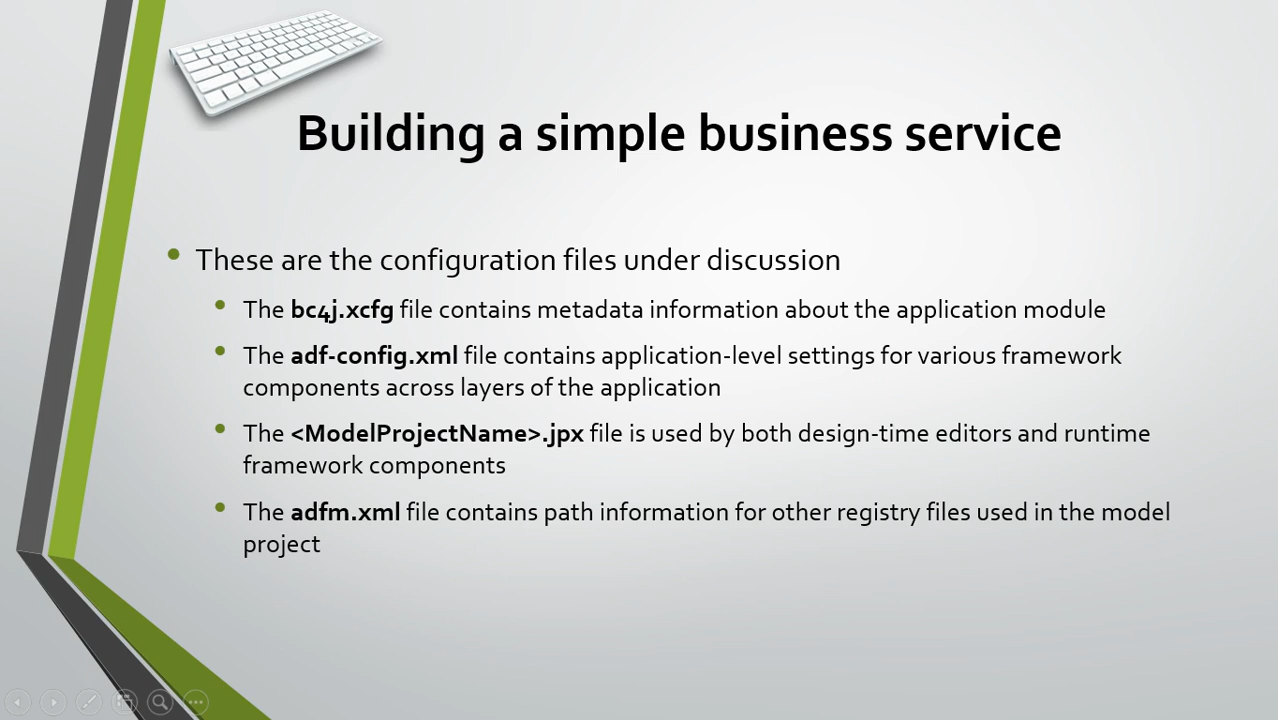 Building a simple business service
These are the configuration files under discussion
The bc4j.xcfg file contains metadata information about the application module
The adf-config.xml file contains application-level settings for various framework
components across layers of the application
The <ModelProjectName>.jpx file is used by both design-time editors and runtime
framework components
The adfm.xml file contains path information for other registry files used in the model
project